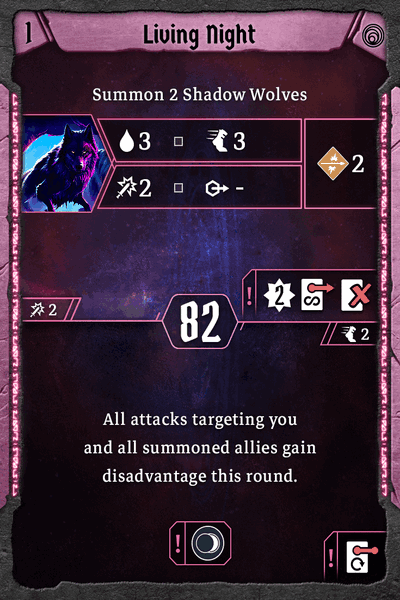 1
Living Night
Summon 2 Shadow Wolves
3 3
2
2 -
! 2
2
82
2
All attacks targeting you
and all summoned allies gain
disadvantage this round.
!
!